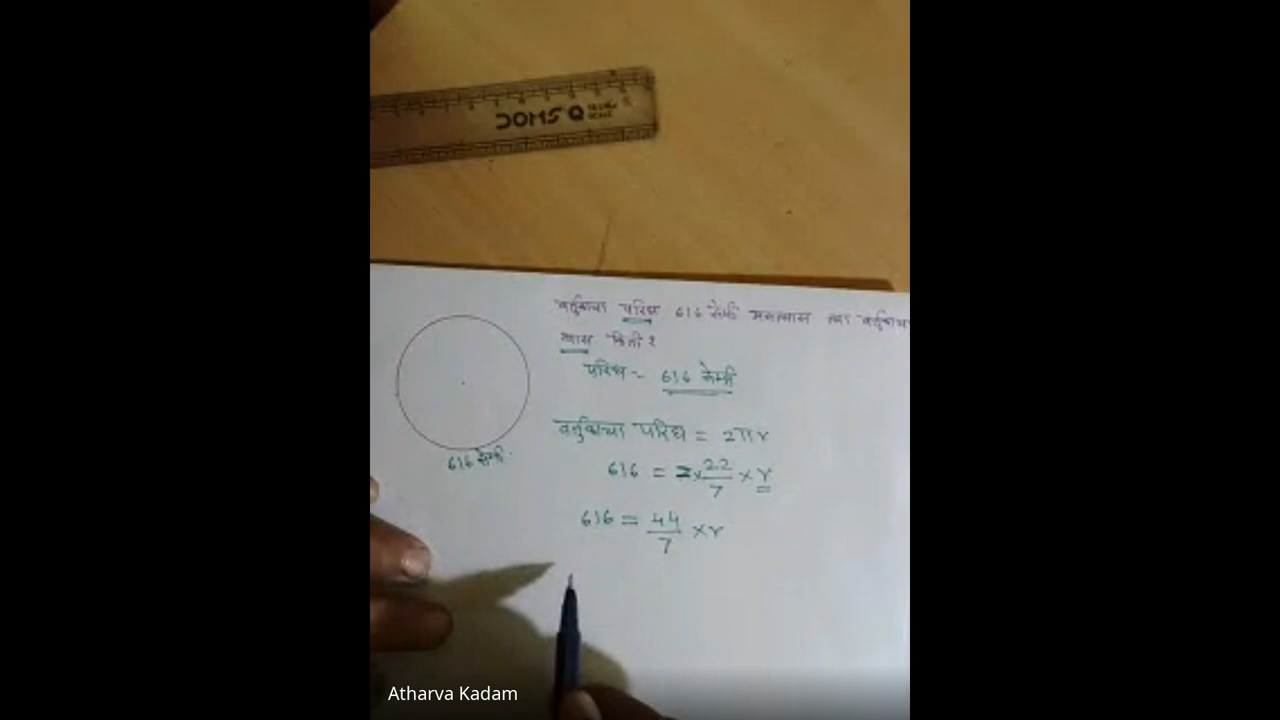 DOMS
वर्तुळाचा परिघ 616 सेमी असल्यास त्या वर्तुळाचा
व्यास किती ?
परिघ = 616 सेमी
वर्तुळाचा परिघ = 2πr
616 = 2 × 22/7 × r
616 = 44/7 × r
616 सेमी.
Atharva Kadam